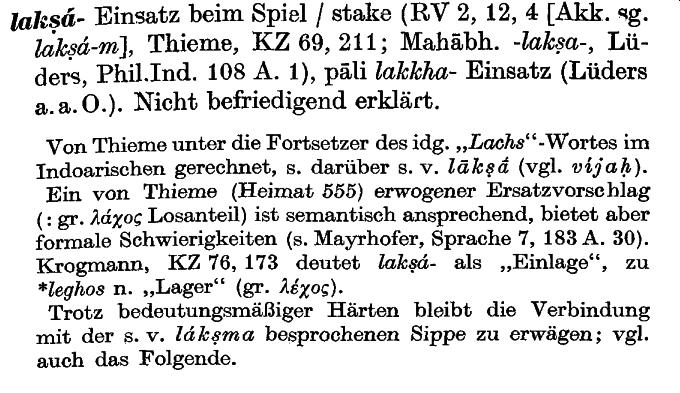 lakṣá- Einsatz beim Spiel / stake (RV 2, 12, 4 [Akk. sg.
lakṣá-m], Thieme, KZ 69, 211; Mahābh. -lakṣa-, Lü-
ders, Phil.Ind. 108 A. 1), pāli lakkha- Einsatz (Lüders
a. a. O.). Nicht befriedigend erklärt.
Von Thieme unter die Fortsetzer des idg. „Lachs“-Wortes im
Indoarischen gerechnet, s. darüber s. v. lākṣā́ (vgl. víjaḥ).
Ein von Thieme (Heimat 555) erwogener Ersatzvorschlag
(: gr. λάχος Losanteil) ist semantisch ansprechend, bietet aber
formale Schwierigkeiten (s. Mayrhofer, Sprache 7, 183 A. 30).
Krogmann, KZ 76, 173 deutet lakṣá- als „Einlage“, zu
*leghos n. „Lager“ (gr. λέχος).
Trotz bedeutungsmäßiger Härten bleibt die Verbindung
mit der s. v. lákṣma besprochenen Sippe zu erwägen; vgl.
auch das Folgende.